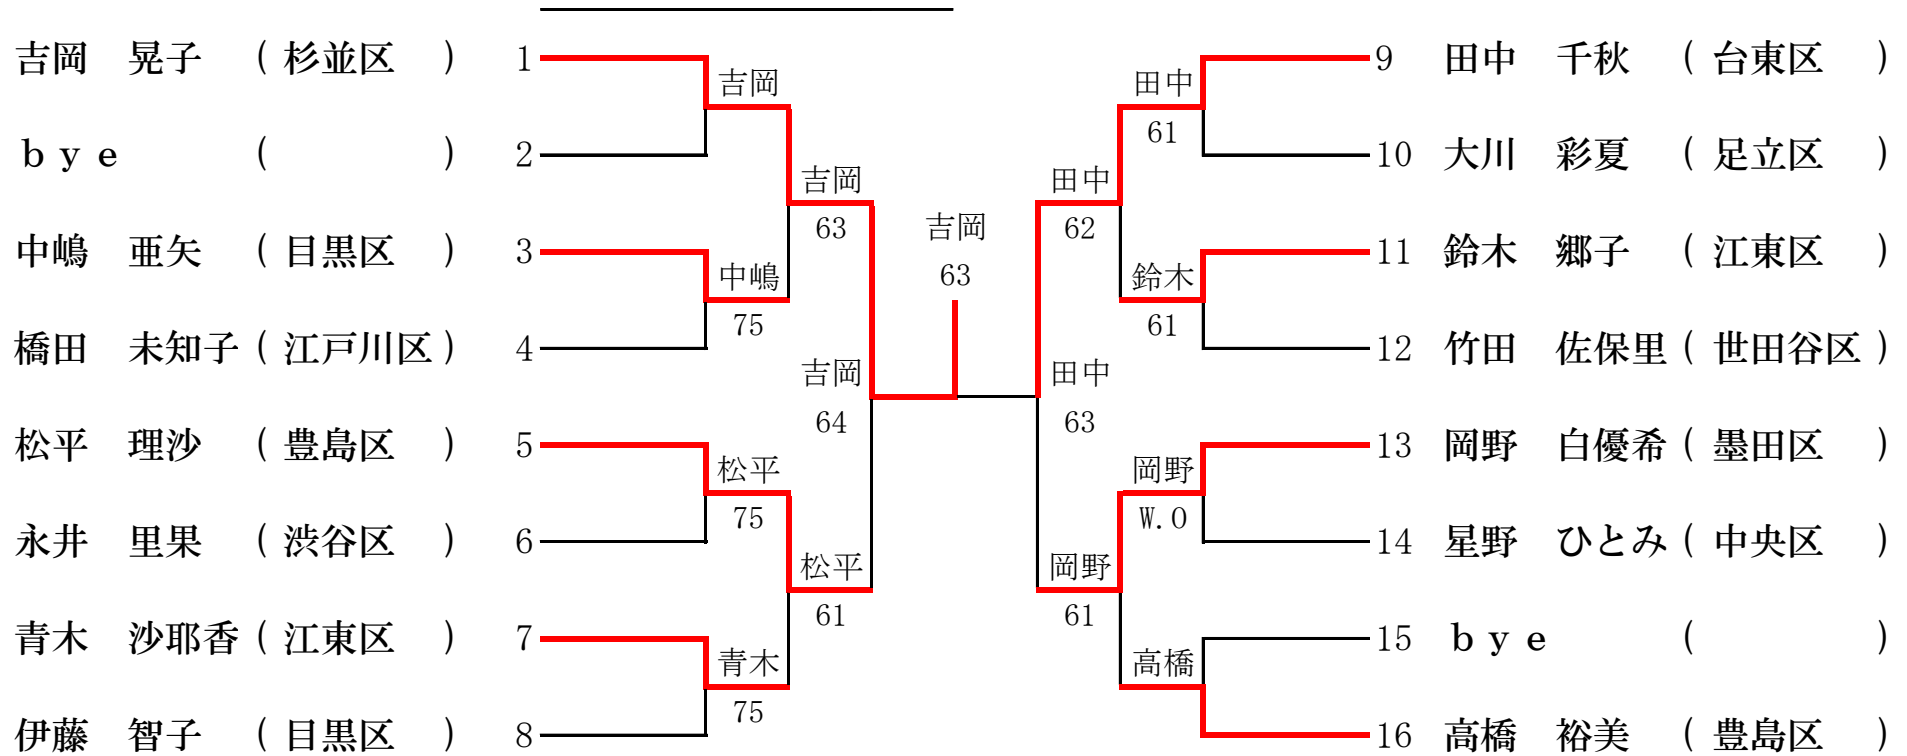 吉岡　晃子　（ 杉並区　） 1
ｂｙｅ　　　（　　　　） 2
中嶋　亜矢　（ 目黒区　） 3
橋田　未知子（ 江戸川区） 4
松平　理沙　（ 豊島区　） 5
永井　里果　（ 渋谷区　） 6
青木　沙耶香（ 江東区　） 7
伊藤　智子　（ 目黒区　） 8
吉岡
中嶋
75
松平
75
青木
75
吉岡
63
松平
61
吉岡
64
吉岡
63
田中
63
田中
62
岡野
61
田中
61
鈴木
61
岡野
W.O
高橋
9 田中　千秋　（ 台東区　）
10 大川　彩夏　（ 足立区　）
11 鈴木　郷子　（ 江東区　）
12 竹田　佐保里（ 世田谷区）
13 岡野　白優希（ 墨田区　）
14 星野　ひとみ（ 中央区　）
15 ｂｙｅ　　　（　　　　）
16 高橋　裕美　（ 豊島区　）